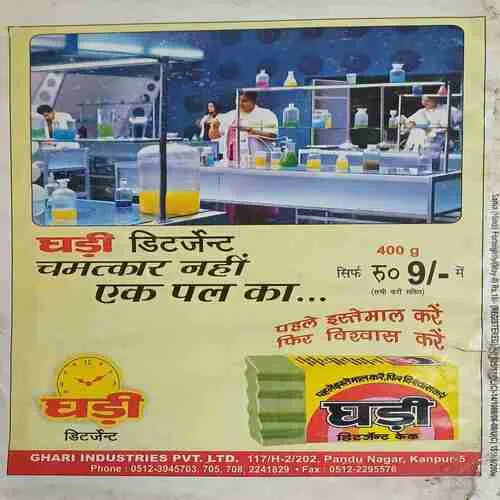 घड़ी डिटर्जेन्ट
चमत्कार नहीं
एक पल का...
400 g
सिर्फ रु० 9/- में
(सभी करों सहित)
पहले इस्तेमाल करें
फिर विश्वास करें
घड़ी
डिटर्जेन्ट
पहले इस्तेमाल करें, फिर विश्वास करें
घड़ी
डिटर्जेन्ट केक
GHARI INDUSTRIES PVT. LTD. 117/H-2/202, Pandu Nagar, Kanpur-5
Phone : 0512-3945703, 705, 708, 2241829 • Fax : 0512-2295576